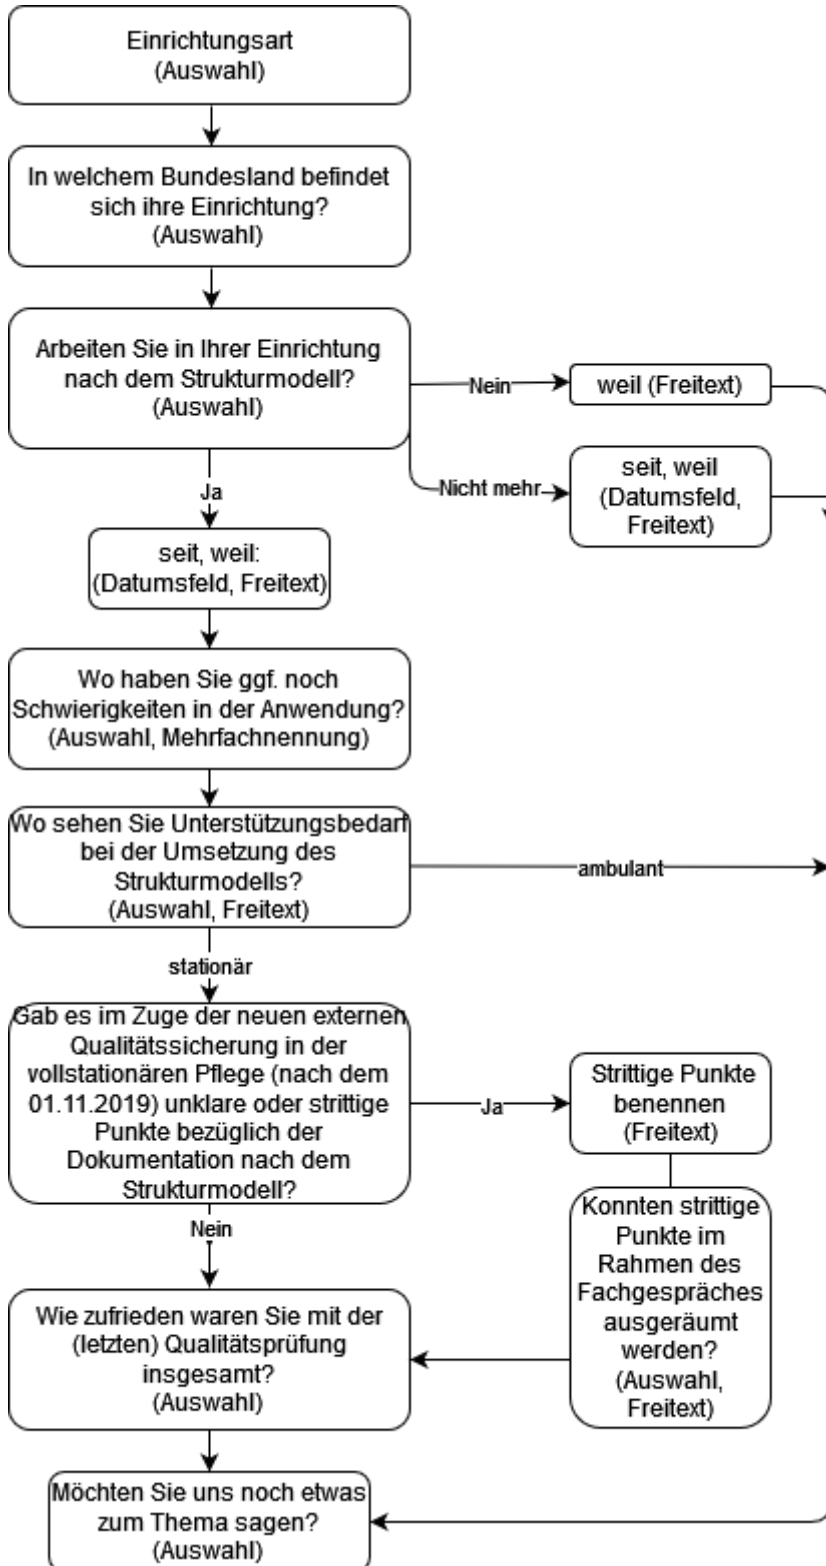 Einrichtungsart
(Auswahl)
In welchem Bundesland befindet
sich ihre Einrichtung?
(Auswahl)
Arbeiten Sie in Ihrer Einrichtung
nach dem Strukturmodell?
(Auswahl)
Nein
weil (Freitext)
Nicht mehr
seit, weil
(Datumsfeld,
Freitext)
Ja
seit, weil:
(Datumsfeld, Freitext)
Wo haben Sie ggf. noch
Schwierigkeiten in der Anwendung?
(Auswahl, Mehrfachnennung)
Wo sehen Sie Unterstützungsbedarf
bei der Umsetzung des
Strukturmodells?
(Auswahl, Freitext)
ambulant
stationär
Gab es im Zuge der neuen externen
Qualitätssicherung in der
vollstationären Pflege (nach dem
01.11.2019) unklare oder strittige
Punkte bezüglich der
Dokumentation nach dem
Strukturmodell?
Ja
Strittige Punkte
benennen
(Freitext)
Konnten strittige
Punkte im
Rahmen des
Fachgespräches
ausgeräumt
werden?
(Auswahl,
Freitext)
Nein
Wie zufrieden waren Sie mit der
(letzten) Qualitätsprüfung
insgesamt?
(Auswahl)
Möchten Sie uns noch etwas
zum Thema sagen?
(Auswahl)